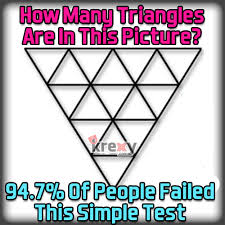 How Many Triangles
Are In This Picture?
krexy
94.7% Of People Failed
This Simple Test